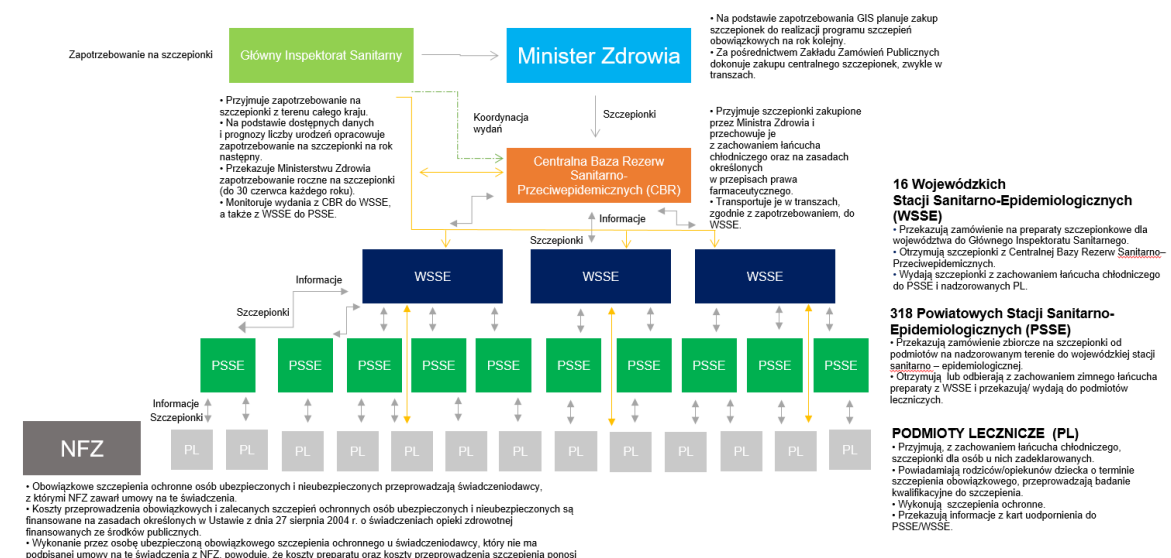 Zapotrzebowanie na szczepionki
Główny Inspektorat Sanitarny
Minister Zdrowia
• Na podstawie zapotrzebowania GIS planuje zakup
szczepionek do realizacji programu szczepień
obowiązkowych na rok kolejny.
• Za pośrednictwem Zakładu Zamówień Publicznych
dokonuje zakupu centralnego szczepionek, zwykle w
transzach.
• Przyjmuje zapotrzebowanie na
szczepionki z terenu całego kraju.
• Na podstawie dostępnych danych
i prognozy liczby urodzeń opracowuje
zapotrzebowanie na szczepionki na rok
następny.
• Przekazuje Ministerstwu Zdrowia
zapotrzebowanie roczne na szczepionki
(do 30 czerwca każdego roku).
• Monitoruje wydania z CBR do WSSE,
a także z WSSE do PSSE.
Koordynacja
wydań
Szczepionki
• Przyjmuje szczepionki zakupione
przez Ministra Zdrowia i
przechowuje je
z zachowaniem łańcucha
chłodniczego oraz na zasadach
określonych
w przepisach prawa
farmaceutycznego.
• Transportuje je w transzach,
zgodnie z zapotrzebowaniem, do
WSSE.
Centralna Baza Rezerw
Sanitarno-
Przeciwepidemicznych (CBR)
Informacje
Szczepionki
WSSE
WSSE
WSSE
Informacje
Szczepionki
PSSE
PSSE
PSSE
PSSE
PSSE
PSSE
PSSE
PSSE
PSSE
PSSE
Informacje
Szczepionki
NFZ
PL
PL
PL
PL
PL
PL
PL
PL
PL
PL
PL
PL
PL
16 Wojewódzkich
Stacji Sanitarno-Epidemiologicznych
(WSSE)
• Przekazują zamówienie na preparaty szczepionkowe dla
województwa do Głównego Inspektoratu Sanitarnego.
• Otrzymują szczepionki z Centralnej Bazy Rezerw Sanitarno–
Przeciwepidemicznych.
• Wydają szczepionki z zachowaniem łańcucha chłodniczego
do PSSE i nadzorowanych PL.
318 Powiatowych Stacji Sanitarno-
Epidemiologicznych (PSSE)
• Przekazują zamówienie zbiorcze na szczepionki od
podmiotów na nadzorowanym terenie do wojewódzkiej stacji
sanitarno – epidemiologicznej.
• Otrzymują lub odbierają z zachowaniem zimnego łańcucha
preparaty z WSSE i przekazują/ wydają do podmiotów
leczniczych.
PODMIOTY LECZNICZE (PL)
• Przyjmują, z zachowaniem łańcucha chłodniczego,
szczepionki dla osób u nich zadeklarowanych.
• Powiadamiają rodziców/opiekunów dziecka o terminie
szczepienia obowiązkowego, przeprowadzają badanie
kwalifikacyjne do szczepienia.
• Wykonują szczepienia ochronne.
• Przekazują informacje z kart uodpornienia do
PSSE/WSSE.
• Obowiązkowe szczepienia ochronne osób ubezpieczonych i nieubezpieczonych przeprowadzają świadczeniodawcy,
z którymi NFZ zawarł umowy na te świadczenia.
• Koszty przeprowadzenia obowiązkowych i zalecanych szczepień ochronnych osób ubezpieczonych i nieubezpieczonych są
finansowane na zasadach określonych w Ustawie z dnia 27 sierpnia 2004 r. o świadczeniach opieki zdrowotnej
finansowanych ze środków publicznych.
• Wykonanie przez osobę ubezpieczoną obowiązkowego szczepienia ochronnego u świadczeniodawcy, który nie ma
podpisanej umowy na te świadczenia z NFZ, powoduje, że koszty preparatu oraz koszty przeprowadzenia szczepienia ponosi